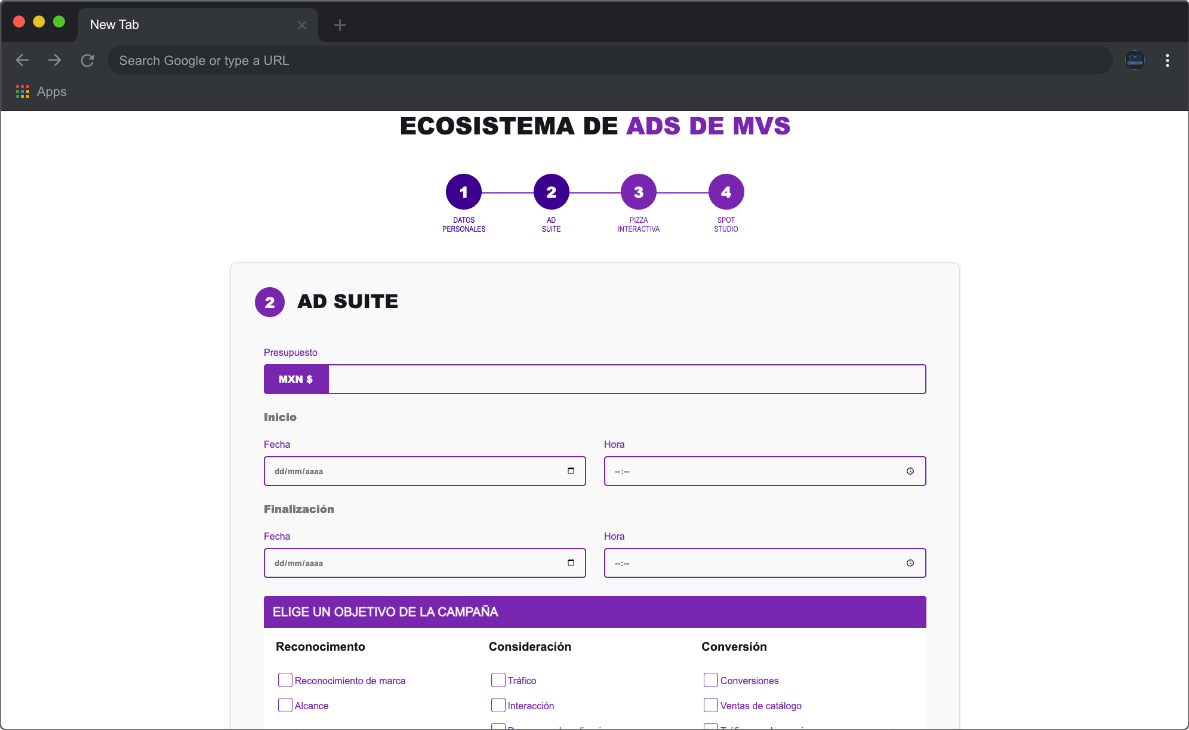 New Tab
Search Google or type a URL
Apps
ECOSISTEMA DE ADS DE MVS
1 2 3 4
DATOS PERSONALES
AD SUITE
PIZZA INTERACTIVA
SPOT STUDIO
2 AD SUITE
Presupuesto
MXN $
Inicio
Fecha Hora
dd/mm/aaaa --:--
Finalización
Fecha Hora
dd/mm/aaaa --:--
ELIGE UN OBJETIVO DE LA CAMPAÑA
Reconocimento Consideración Conversión
Reconocimiento de marca Tráfico Conversiones
Alcance Interacción Ventas de catálogo